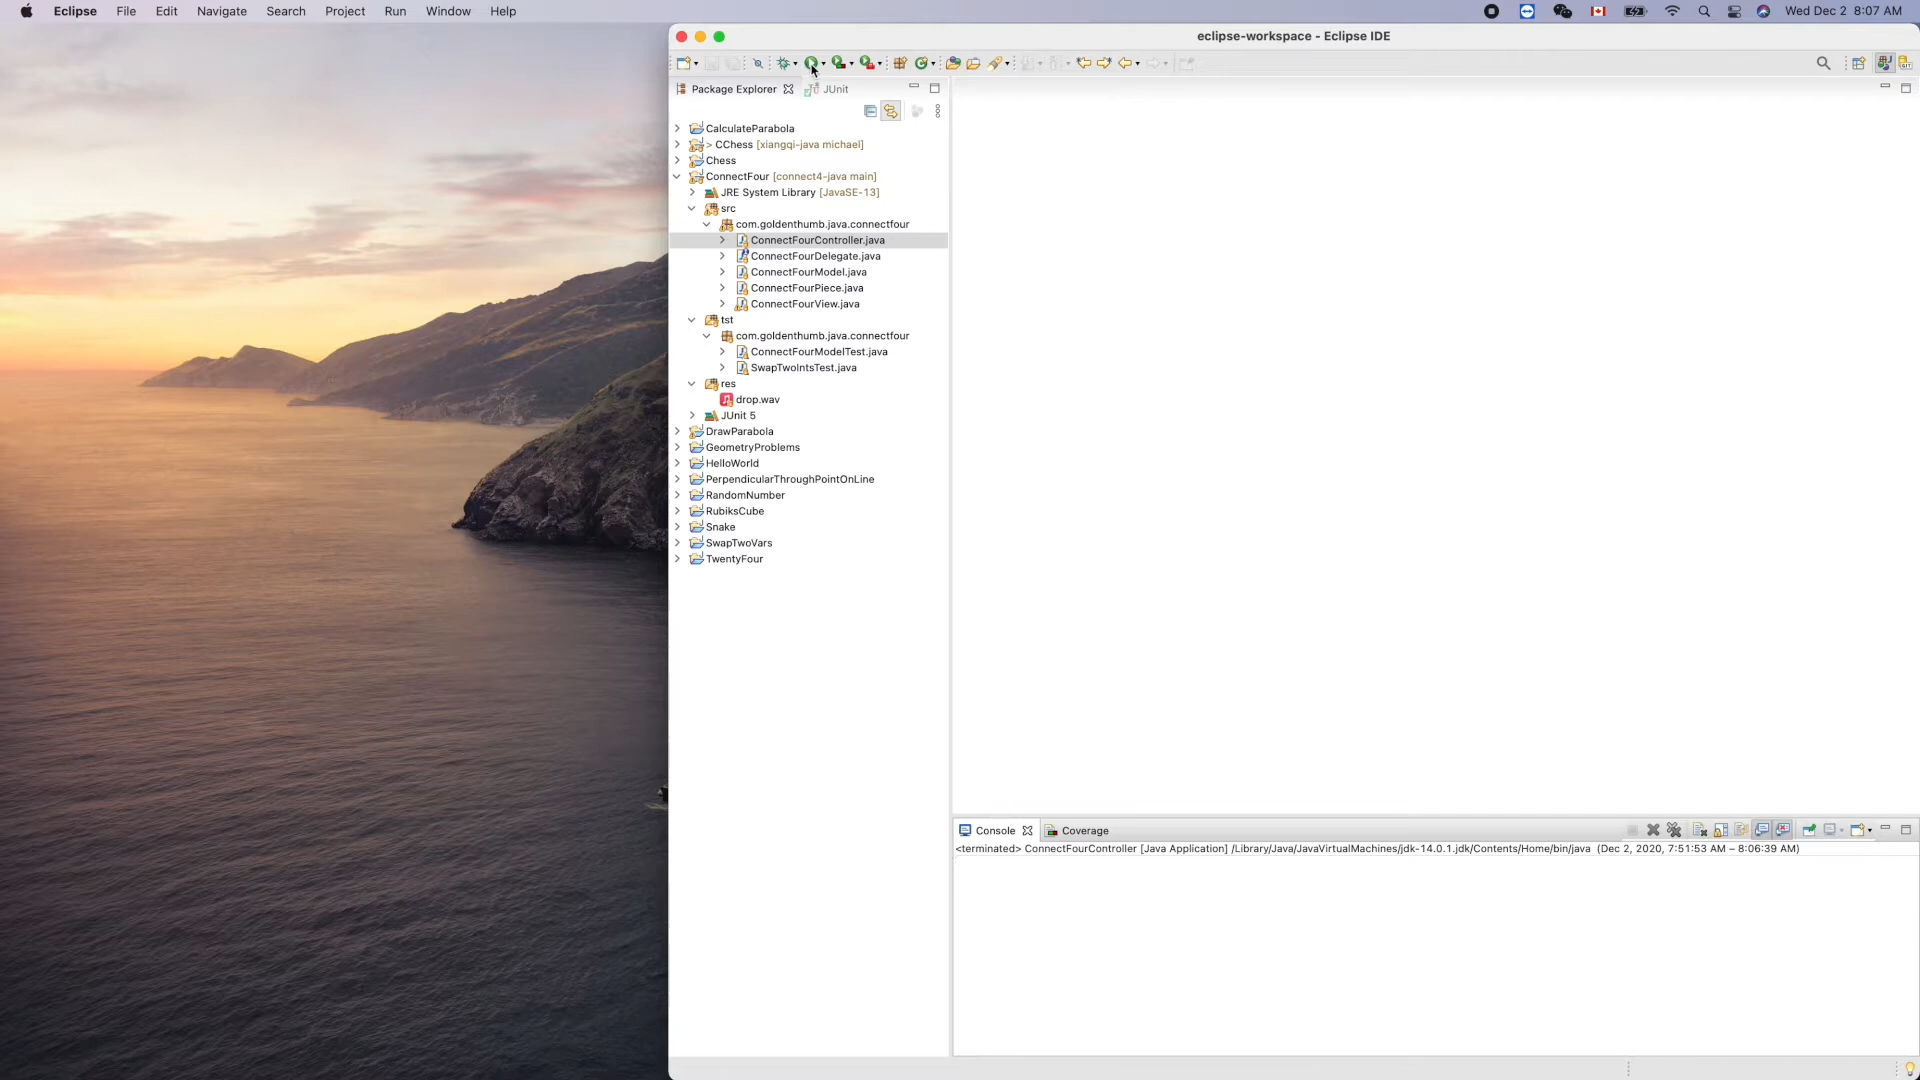 Eclipse File Edit Navigate Search Project Run Window Help Wed Dec 2 8:07 AM
eclipse-workspace - Eclipse IDE
Package Explorer JUnit
CalculateParabola
> CChess [xiangqi-java michael]
Chess
ConnectFour [connect4-java main]
JRE System Library [JavaSE-13]
src
com.goldenthumb.java.connectfour
ConnectFourController.java
ConnectFourDelegate.java
ConnectFourModel.java
ConnectFourPiece.java
ConnectFourView.java
tst
com.goldenthumb.java.connectfour
ConnectFourModelTest.java
SwapTwoIntsTest.java
res
drop.wav
JUnit 5
DrawParabola
GeometryProblems
HelloWorld
PerpendicularThroughPointOnLine
RandomNumber
RubiksCube
Snake
SwapTwoVars
TwentyFour
Console Coverage
<terminated> ConnectFourController [Java Application] /Library/Java/JavaVirtualMachines/jdk-14.0.1.jdk/Contents/Home/bin/java (Dec 2, 2020, 7:51:53 AM – 8:06:39 AM)